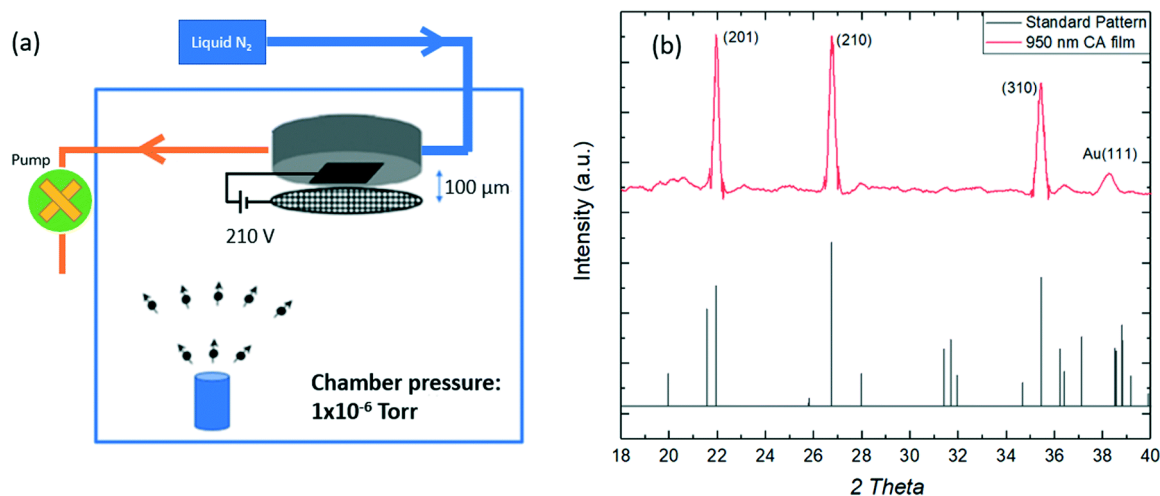 (a)
Liquid N₂
Pump
100 μm
210 V
Chamber pressure:
1x10⁻⁶ Torr
(b)
Standard Pattern
950 nm CA film
(201)
(210)
(310)
Au(111)
Intensity (a.u.)
18 20 22 24 26 28 30 32 34 36 38 40
2 Theta